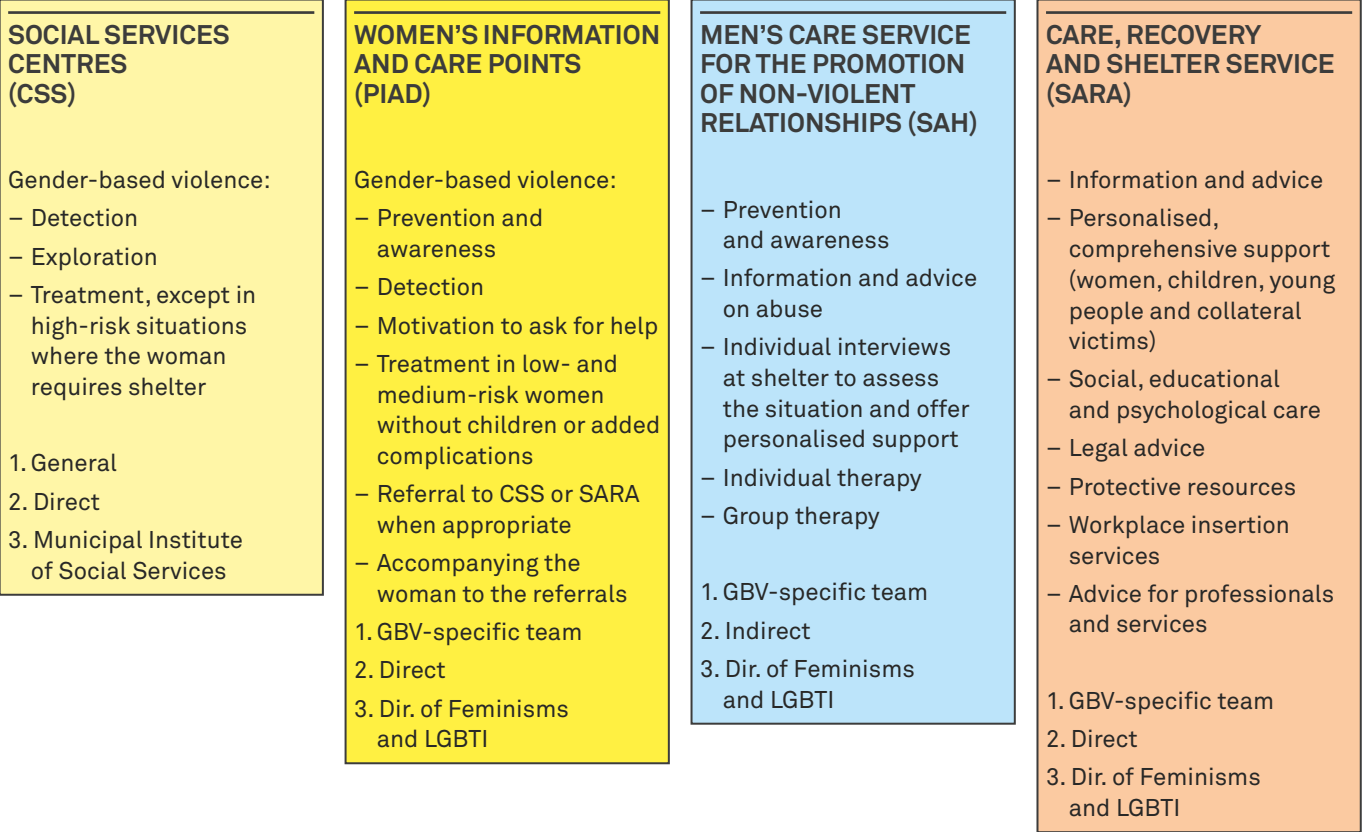 SOCIAL SERVICES
CENTRES
(CSS)
Gender-based violence:
– Detection
– Exploration
– Treatment, except in
high-risk situations
where the woman
requires shelter
1. General
2. Direct
3. Municipal Institute
of Social Services
WOMEN’S INFORMATION
AND CARE POINTS
(PIAD)
Gender-based violence:
– Prevention and
awareness
– Detection
– Motivation to ask for help
– Treatment in low- and
medium-risk women
without children or added
complications
– Referral to CSS or SARA
when appropriate
– Accompanying the
woman to the referrals
1. GBV-specific team
2. Direct
3. Dir. of Feminisms
and LGBTI
MEN’S CARE SERVICE
FOR THE PROMOTION
OF NON-VIOLENT
RELATIONSHIPS (SAH)
– Prevention
and awareness
– Information and advice
on abuse
– Individual interviews
at shelter to assess
the situation and offer
personalised support
– Individual therapy
– Group therapy
1. GBV-specific team
2. Indirect
3. Dir. of Feminisms
and LGBTI
CARE, RECOVERY
AND SHELTER SERVICE
(SARA)
– Information and advice
– Personalised,
comprehensive support
(women, children, young
people and collateral
victims)
– Social, educational
and psychological care
– Legal advice
– Protective resources
– Workplace insertion
services
– Advice for professionals
and services
1. GBV-specific team
2. Direct
3. Dir. of Feminisms
and LGBTI